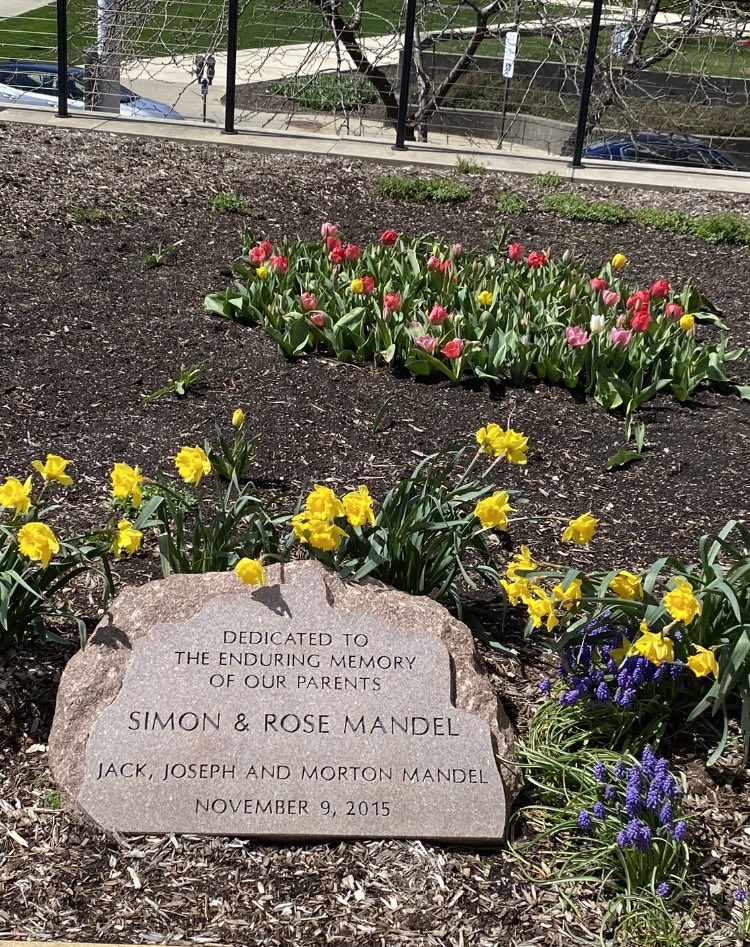 DEDICATED TO
THE ENDURING MEMORY
OF OUR PARENTS
SIMON & ROSE MANDEL
JACK, JOSEPH AND MORTON MANDEL
NOVEMBER 9, 2015